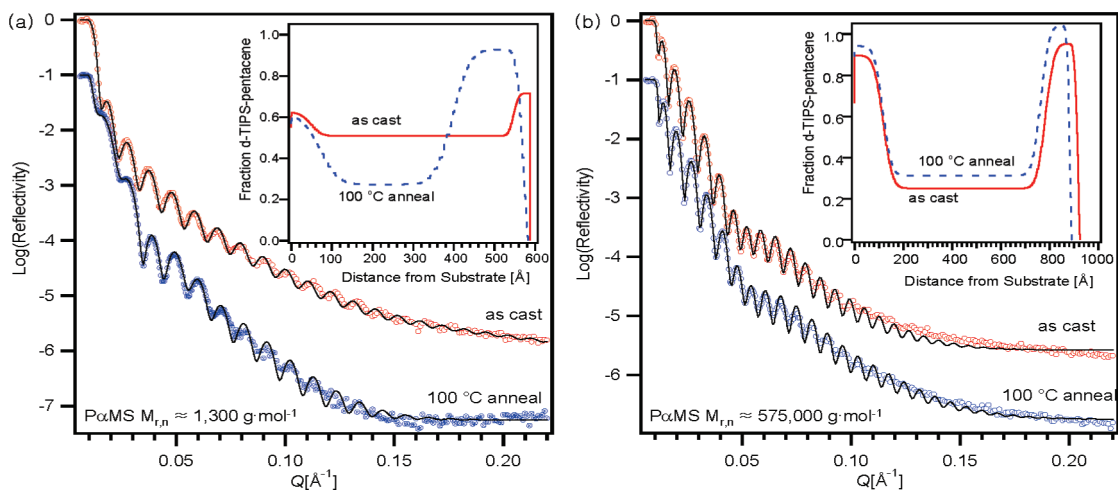 (a)
0
-1
-2
-3
-4
-5
-6
-7
Log(Reflectivity)
0.05
0.10
0.15
0.20
Q[Å⁻¹]
as cast
100 °C anneal
PαMS Mr,n ≈ 1,300 g·mol⁻¹
1.0
0.8
0.6
0.4
0.2
0.0
Fraction d-TIPS-pentacene
as cast
100 °C anneal
0
100
200
300
400
500
600
Distance from Substrate [Å]
(b)
0
-1
-2
-3
-4
-5
-6
Log(Reflectivity)
0.05
0.10
0.15
0.20
Q[Å⁻¹]
as cast
100 °C anneal
PαMS Mr,n ≈ 575,000 g·mol⁻¹
1.0
0.8
0.6
0.4
0.2
0.0
Fraction d-TIPS-pentacene
100 °C anneal
as cast
0
200
400
600
800
1000
Distance from Substrate [Å]